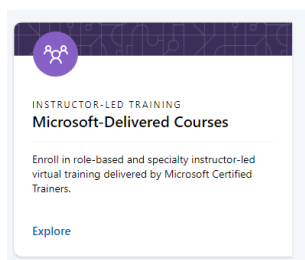 INSTRUCTOR-LED TRAINING
Microsoft-Delivered Courses
Enroll in role-based and specialty instructor-led
virtual training delivered by Microsoft Certified
Trainers.
Explore